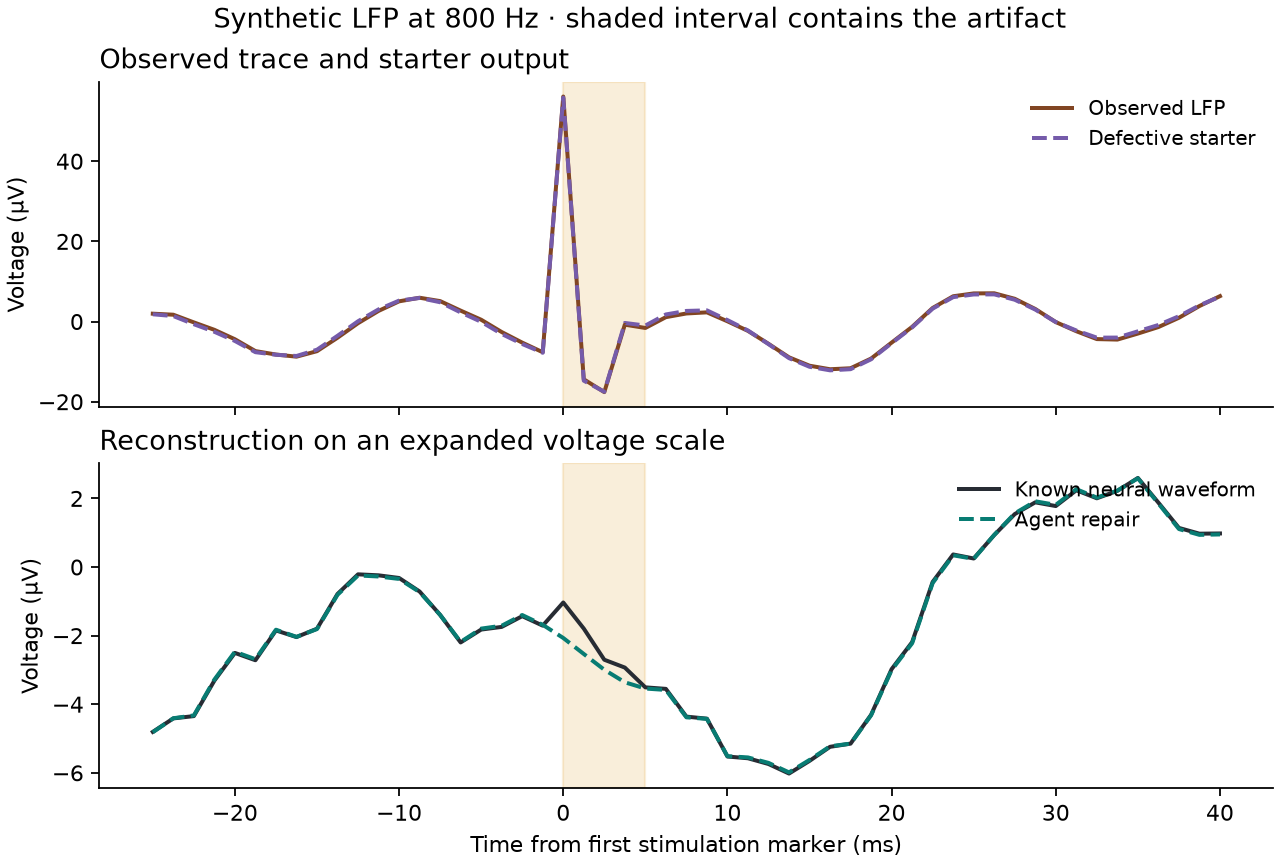 Synthetic LFP at 800 Hz · shaded interval contains the artifact
Observed trace and starter output
Observed LFP
Defective starter
Voltage (µV)
40
20
0
−20
Reconstruction on an expanded voltage scale
Known neural waveform
Agent repair
Voltage (µV)
2
0
−2
−4
−6
−20 −10 0 10 20 30 40
Time from first stimulation marker (ms)